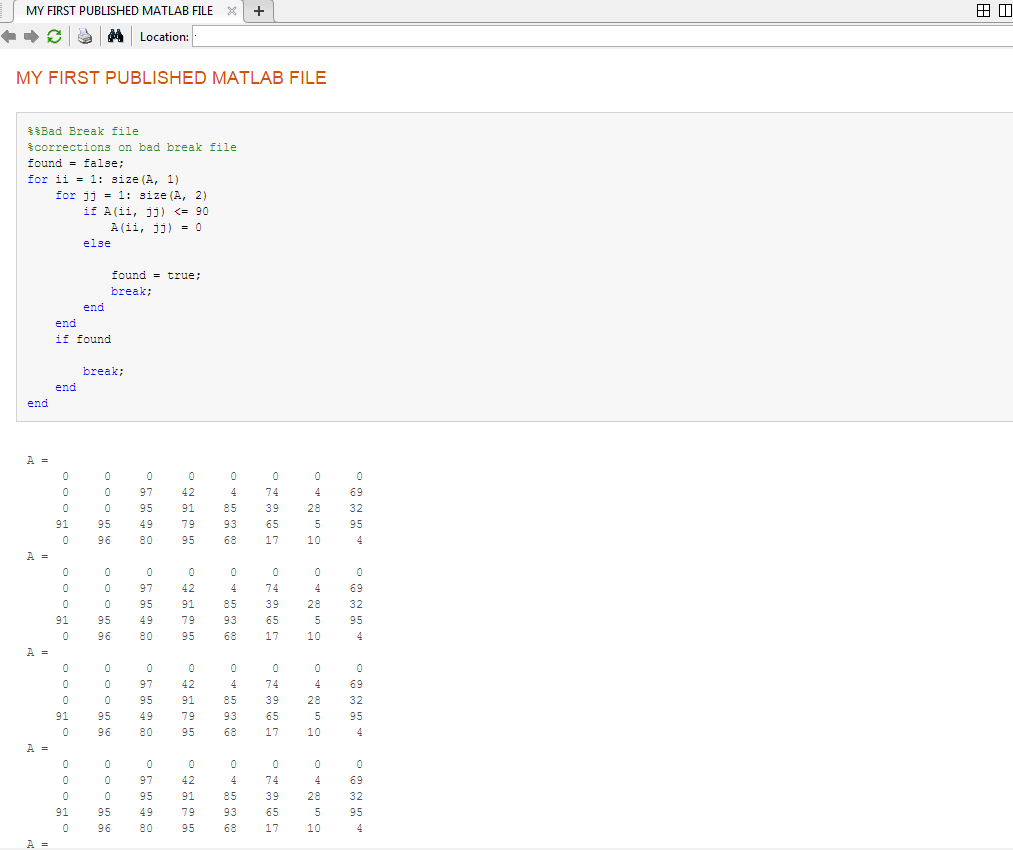 MY FIRST PUBLISHED MATLAB FILE
Location:
MY FIRST PUBLISHED MATLAB FILE
%%Bad Break file
%corrections on bad break file
found = false;
for ii = 1: size(A, 1)
for jj = 1: size(A, 2)
if A(ii, jj) <= 90
A(ii, jj) = 0
else
found = true;
break;
end
end
if found
break;
end
end
A =
0 0 0 0 0 0 0 0
0 0 97 42 4 74 4 69
0 0 95 91 85 39 28 32
91 95 49 79 93 65 5 95
0 96 80 95 68 17 10 4
A =
0 0 0 0 0 0 0 0
0 0 97 42 4 74 4 69
0 0 95 91 85 39 28 32
91 95 49 79 93 65 5 95
0 96 80 95 68 17 10 4
A =
0 0 0 0 0 0 0 0
0 0 97 42 4 74 4 69
0 0 95 91 85 39 28 32
91 95 49 79 93 65 5 95
0 96 80 95 68 17 10 4
A =
0 0 0 0 0 0 0 0
0 0 97 42 4 74 4 69
0 0 95 91 85 39 28 32
91 95 49 79 93 65 5 95
0 96 80 95 68 17 10 4
A =